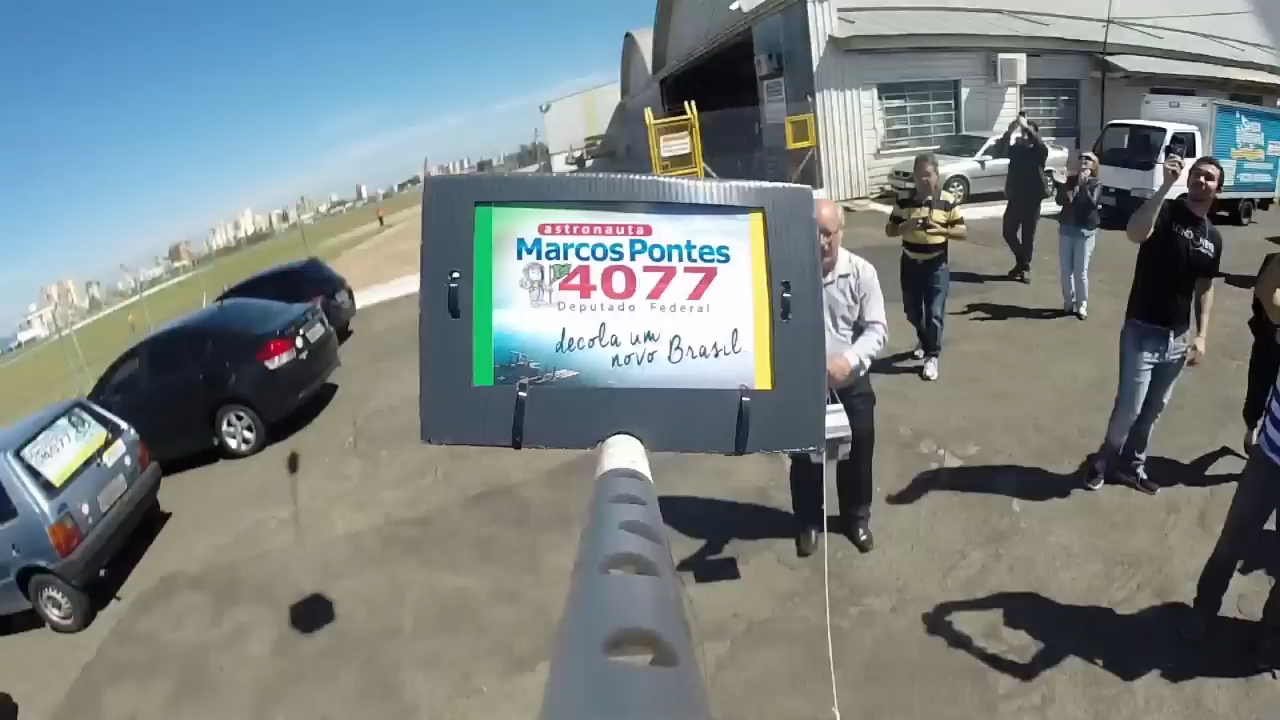 astronauta
Marcos Pontes
4077
Deputado Federal
decola um
novo Brasil